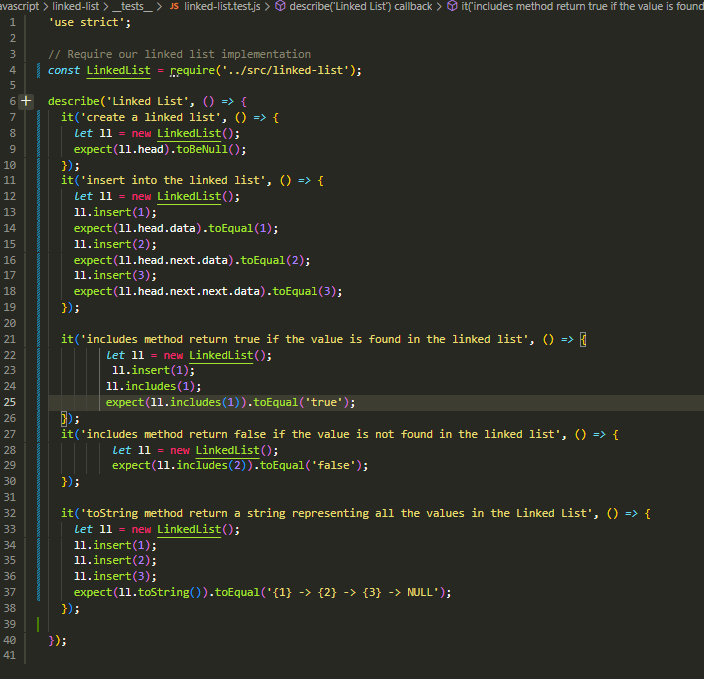 avascript > linked-list > __tests__ > JS linked-list.test.js > describe('Linked List') callback > it('includes method return true if the value is found
1 'use strict';
2
3 // Require our linked list implementation
4 const LinkedList = require('../src/linked-list');
5
6 describe('Linked List', () => {
7 it('create a linked list', () => {
8 let ll = new LinkedList();
9 expect(ll.head).toBeNull();
10 });
11 it('insert into the linked list', () => {
12 let ll = new LinkedList();
13 ll.insert(1);
14 expect(ll.head.data).toEqual(1);
15 ll.insert(2);
16 expect(ll.head.next.data).toEqual(2);
17 ll.insert(3);
18 expect(ll.head.next.next.data).toEqual(3);
19 });
20
21 it('includes method return true if the value is found in the linked list', () => {
22 let ll = new LinkedList();
23 ll.insert(1);
24 ll.includes(1);
25 expect(ll.includes(1)).toEqual('true');
26 });
27 it('includes method return false if the value is not found in the linked list', () => {
28 let ll = new LinkedList();
29 expect(ll.includes(2)).toEqual('false');
30 });
31
32 it('toString method return a string representing all the values in the Linked List', () => {
33 let ll = new LinkedList();
34 ll.insert(1);
35 ll.insert(2);
36 ll.insert(3);
37 expect(ll.toString()).toEqual('{1} -> {2} -> {3} -> NULL');
38 });
39
40 });
41